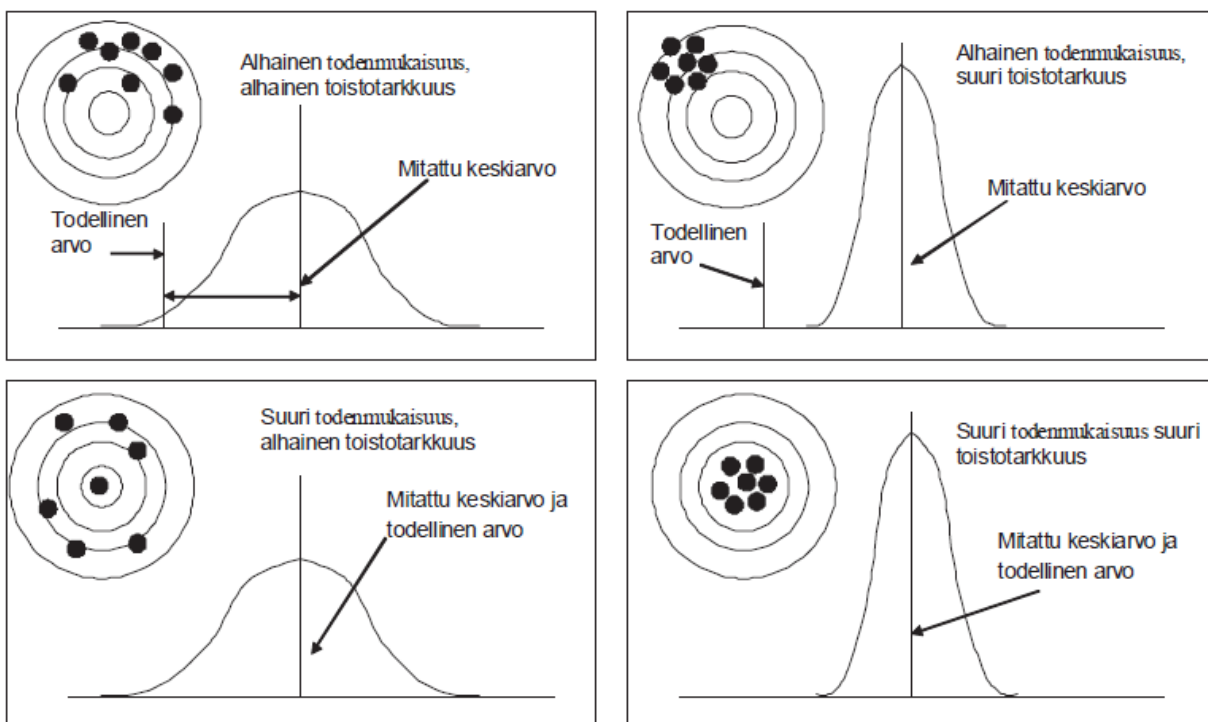 Alhainen todenmukaisuus,
alhainen toistotarkkuus
Mitattu keskiarvo
Todellinen
arvo
Alhainen todenmukaisuus,
suuri toistotarkuus
Mitattu keskiarvo
Todellinen
arvo
Suuri todenmukaisuus,
alhainen toistotarkkuus
Mitattu keskiarvo ja
todellinen arvo
Suuri todenmukaisuus suuri
toistotarkkuus
Mitattu keskiarvo ja
todellinen arvo